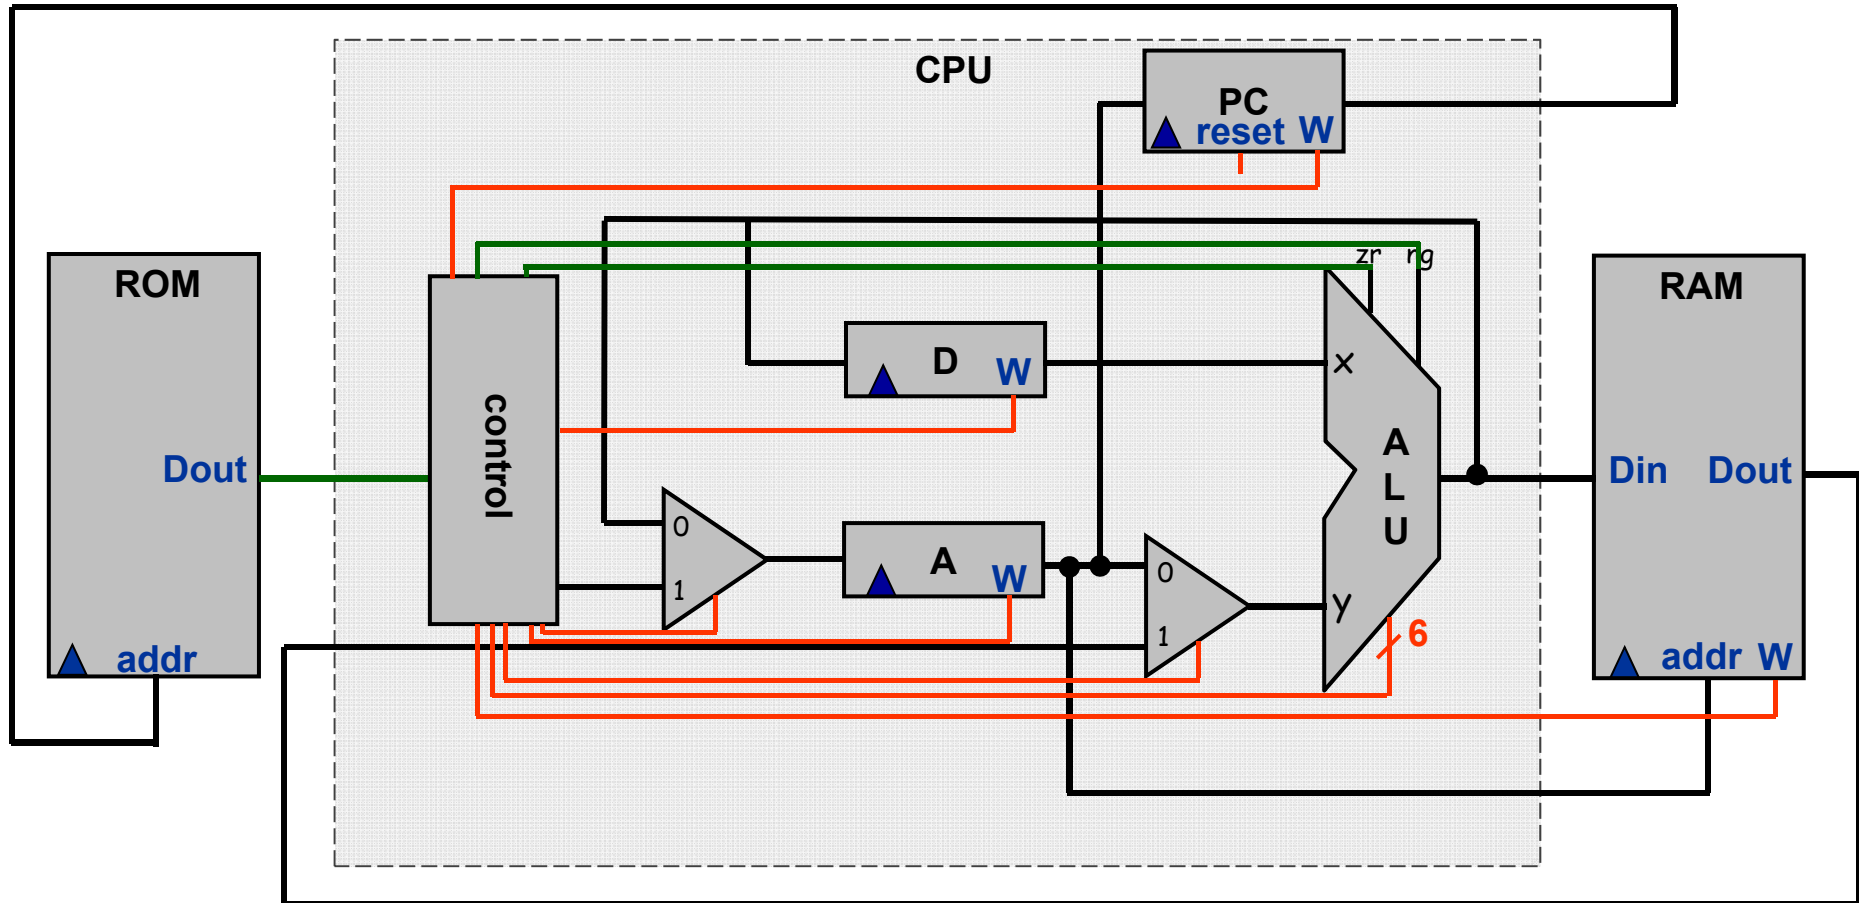 CPU
PC
reset W
zr ng
ROM
RAM
D W
x
control
A
L
U
Dout
Din Dout
0
1
A W
0
1
y
6
addr
addr W